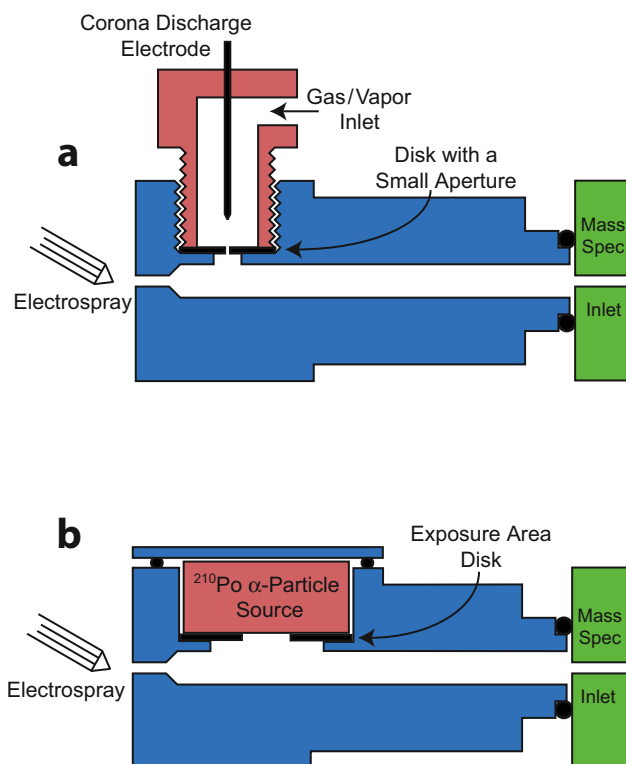 Corona Discharge
Electrode
Gas/Vapor
Inlet
a
Disk with a
Small Aperture
Mass
Spec
Electrospray
Inlet
b
Exposure Area
Disk
²¹⁰Po α-Particle
Source
Mass
Spec
Electrospray
Inlet